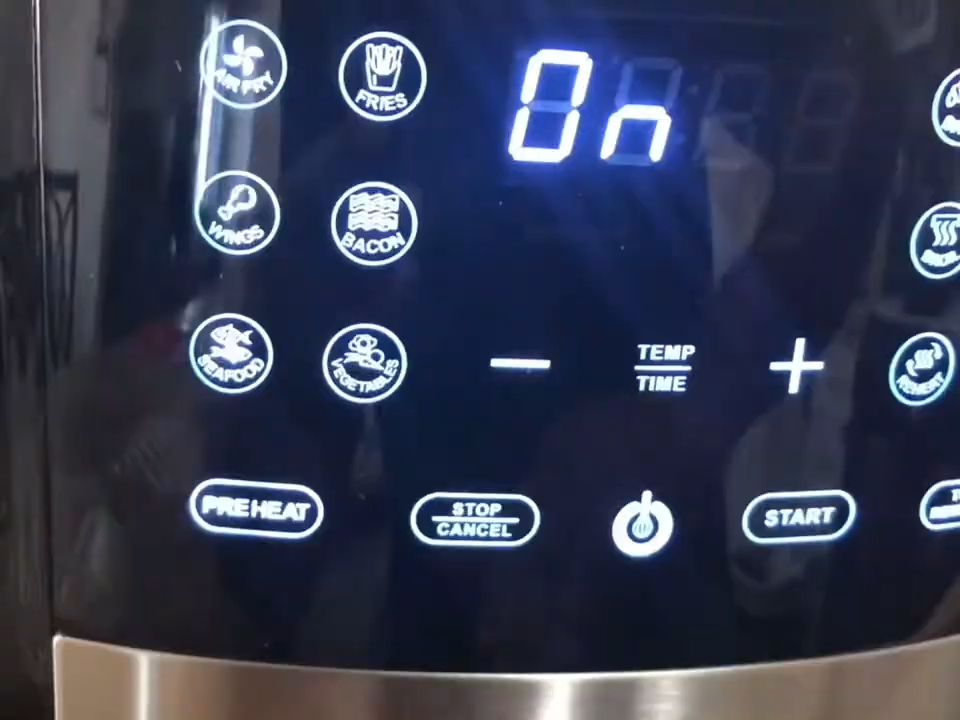 AIR FRY
FRIES
On
WINGS
BACON
SEAFOOD
VEGETABLES
TEMP
TIME
REHEAT
PREHEAT
STOP
CANCEL
START